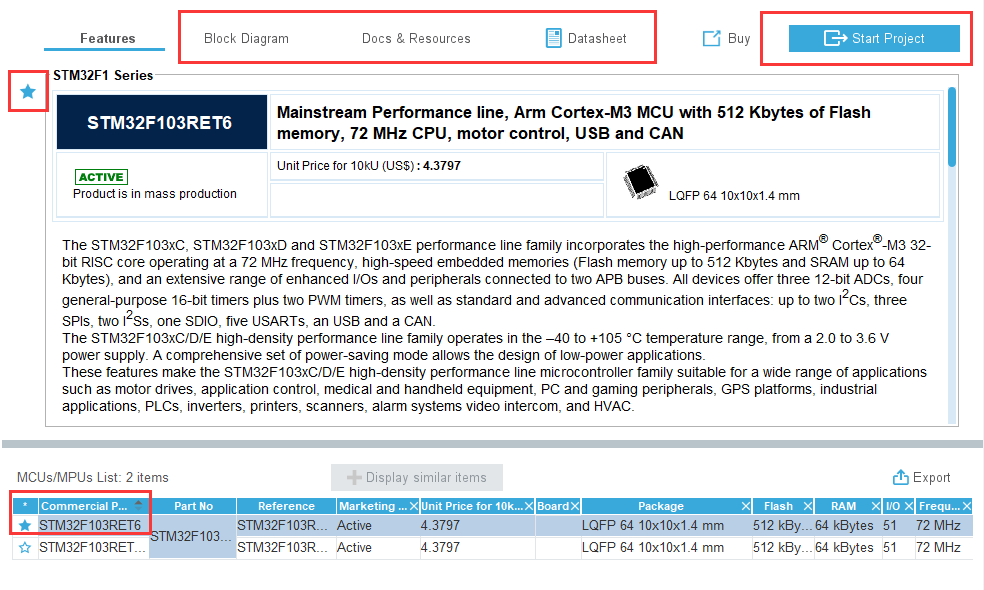 Features Block Diagram Docs & Resources Datasheet Buy Start Project
STM32F1 Series
STM32F103RET6
Mainstream Performance line, Arm Cortex-M3 MCU with 512 Kbytes of Flash
memory, 72 MHz CPU, motor control, USB and CAN
ACTIVE
Product is in mass production
Unit Price for 10kU (US$) : 4.3797
LQFP 64 10x10x1.4 mm
The STM32F103xC, STM32F103xD and STM32F103xE performance line family incorporates the high-performance ARM® Cortex®-M3 32-
bit RISC core operating at a 72 MHz frequency, high-speed embedded memories (Flash memory up to 512 Kbytes and SRAM up to 64
Kbytes), and an extensive range of enhanced I/Os and peripherals connected to two APB buses. All devices offer three 12-bit ADCs, four
general-purpose 16-bit timers plus two PWM timers, as well as standard and advanced communication interfaces: up to two I²Cs, three
SPIs, two I²Ss, one SDIO, five USARTs, an USB and a CAN.
The STM32F103xC/D/E high-density performance line family operates in the –40 to +105 °C temperature range, from a 2.0 to 3.6 V
power supply. A comprehensive set of power-saving mode allows the design of low-power applications.
These features make the STM32F103xC/D/E high-density performance line microcontroller family suitable for a wide range of applications
such as motor drives, application control, medical and handheld equipment, PC and gaming peripherals, GPS platforms, industrial
applications, PLCs, inverters, printers, scanners, alarm systems video intercom, and HVAC.
MCUs/MPUs List: 2 items Display similar items Export
* Commercial P... Part No Reference Marketing ... Unit Price for 10k... Board Package Flash RAM I/O Frequ...
STM32F103RET6 STM32F103... STM32F103R... Active 4.3797 LQFP 64 10x10x1.4 mm 512 kBy... 64 kBytes 51 72 MHz
STM32F103RET... STM32F103R... Active 4.3797 LQFP 64 10x10x1.4 mm 512 kBy... 64 kBytes 51 72 MHz